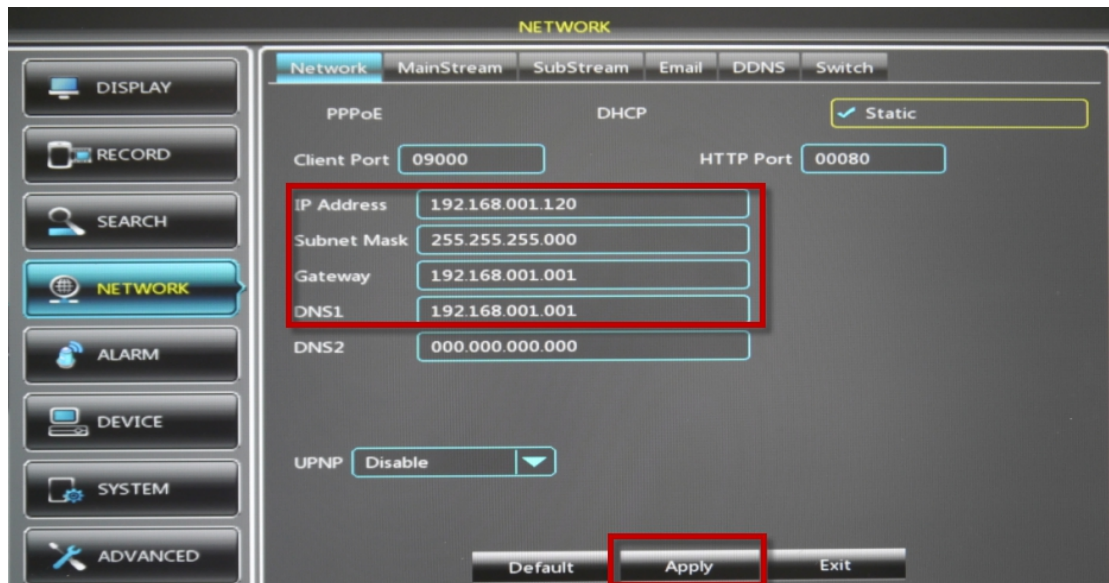 NETWORK
DISPLAY
RECORD
SEARCH
NETWORK
ALARM
DEVICE
SYSTEM
ADVANCED
Network MainStream SubStream Email DDNS Switch
PPPoE DHCP Static
Client Port 09000 HTTP Port 00080
IP Address 192.168.001.120
Subnet Mask 255.255.255.000
Gateway 192.168.001.001
DNS1 192.168.001.001
DNS2 000.000.000.000
UPNP Disable
Default Apply Exit